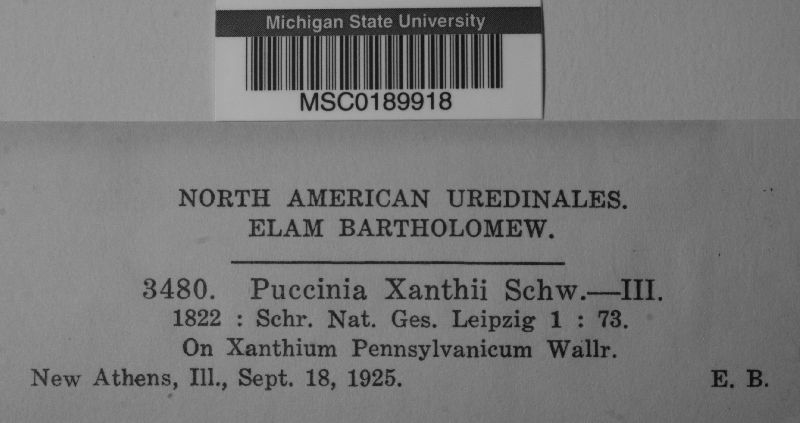 Michigan State University
MSC0189918
NORTH AMERICAN UREDINALES.
ELAM BARTHOLOMEW.
3480. Puccinia Xanthii Schw.—III.
1822 : Schr. Nat. Ges. Leipzig 1 : 73.
On Xanthium Pennsylvanicum Wallr.
New Athens, Ill., Sept. 18, 1925. E. B.